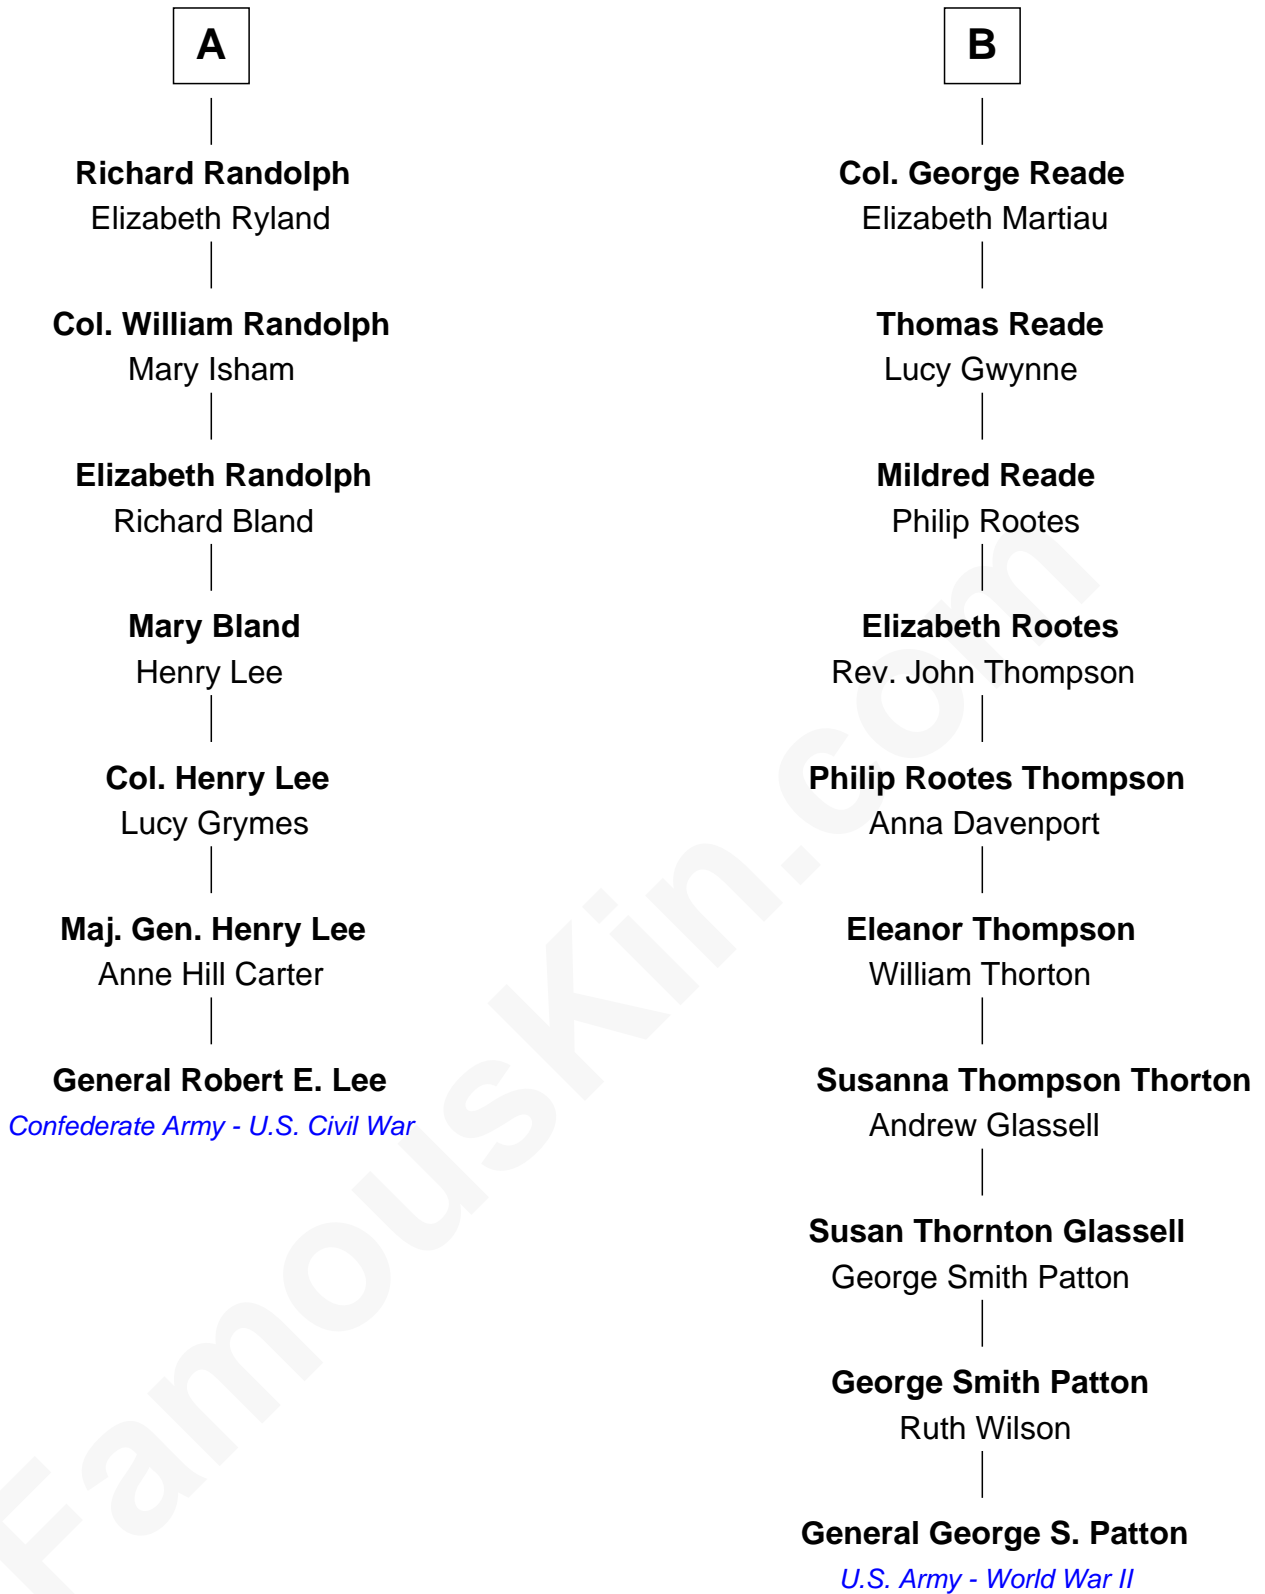 A
Richard Randolph
Elizabeth Ryland
Col. William Randolph
Mary Isham
Elizabeth Randolph
Richard Bland
Mary Bland
Henry Lee
Col. Henry Lee
Lucy Grymes
Maj. Gen. Henry Lee
Anne Hill Carter
General Robert E. Lee
Confederate Army - U.S. Civil War
B
Col. George Reade
Elizabeth Martiau
Thomas Reade
Lucy Gwynne
Mildred Reade
Philip Rootes
Elizabeth Rootes
Rev. John Thompson
Philip Rootes Thompson
Anna Davenport
Eleanor Thompson
William Thorton
Susanna Thompson Thorton
Andrew Glassell
Susan Thornton Glassell
George Smith Patton
George Smith Patton
Ruth Wilson
General George S. Patton
U.S. Army - World War II
FamousKin.com